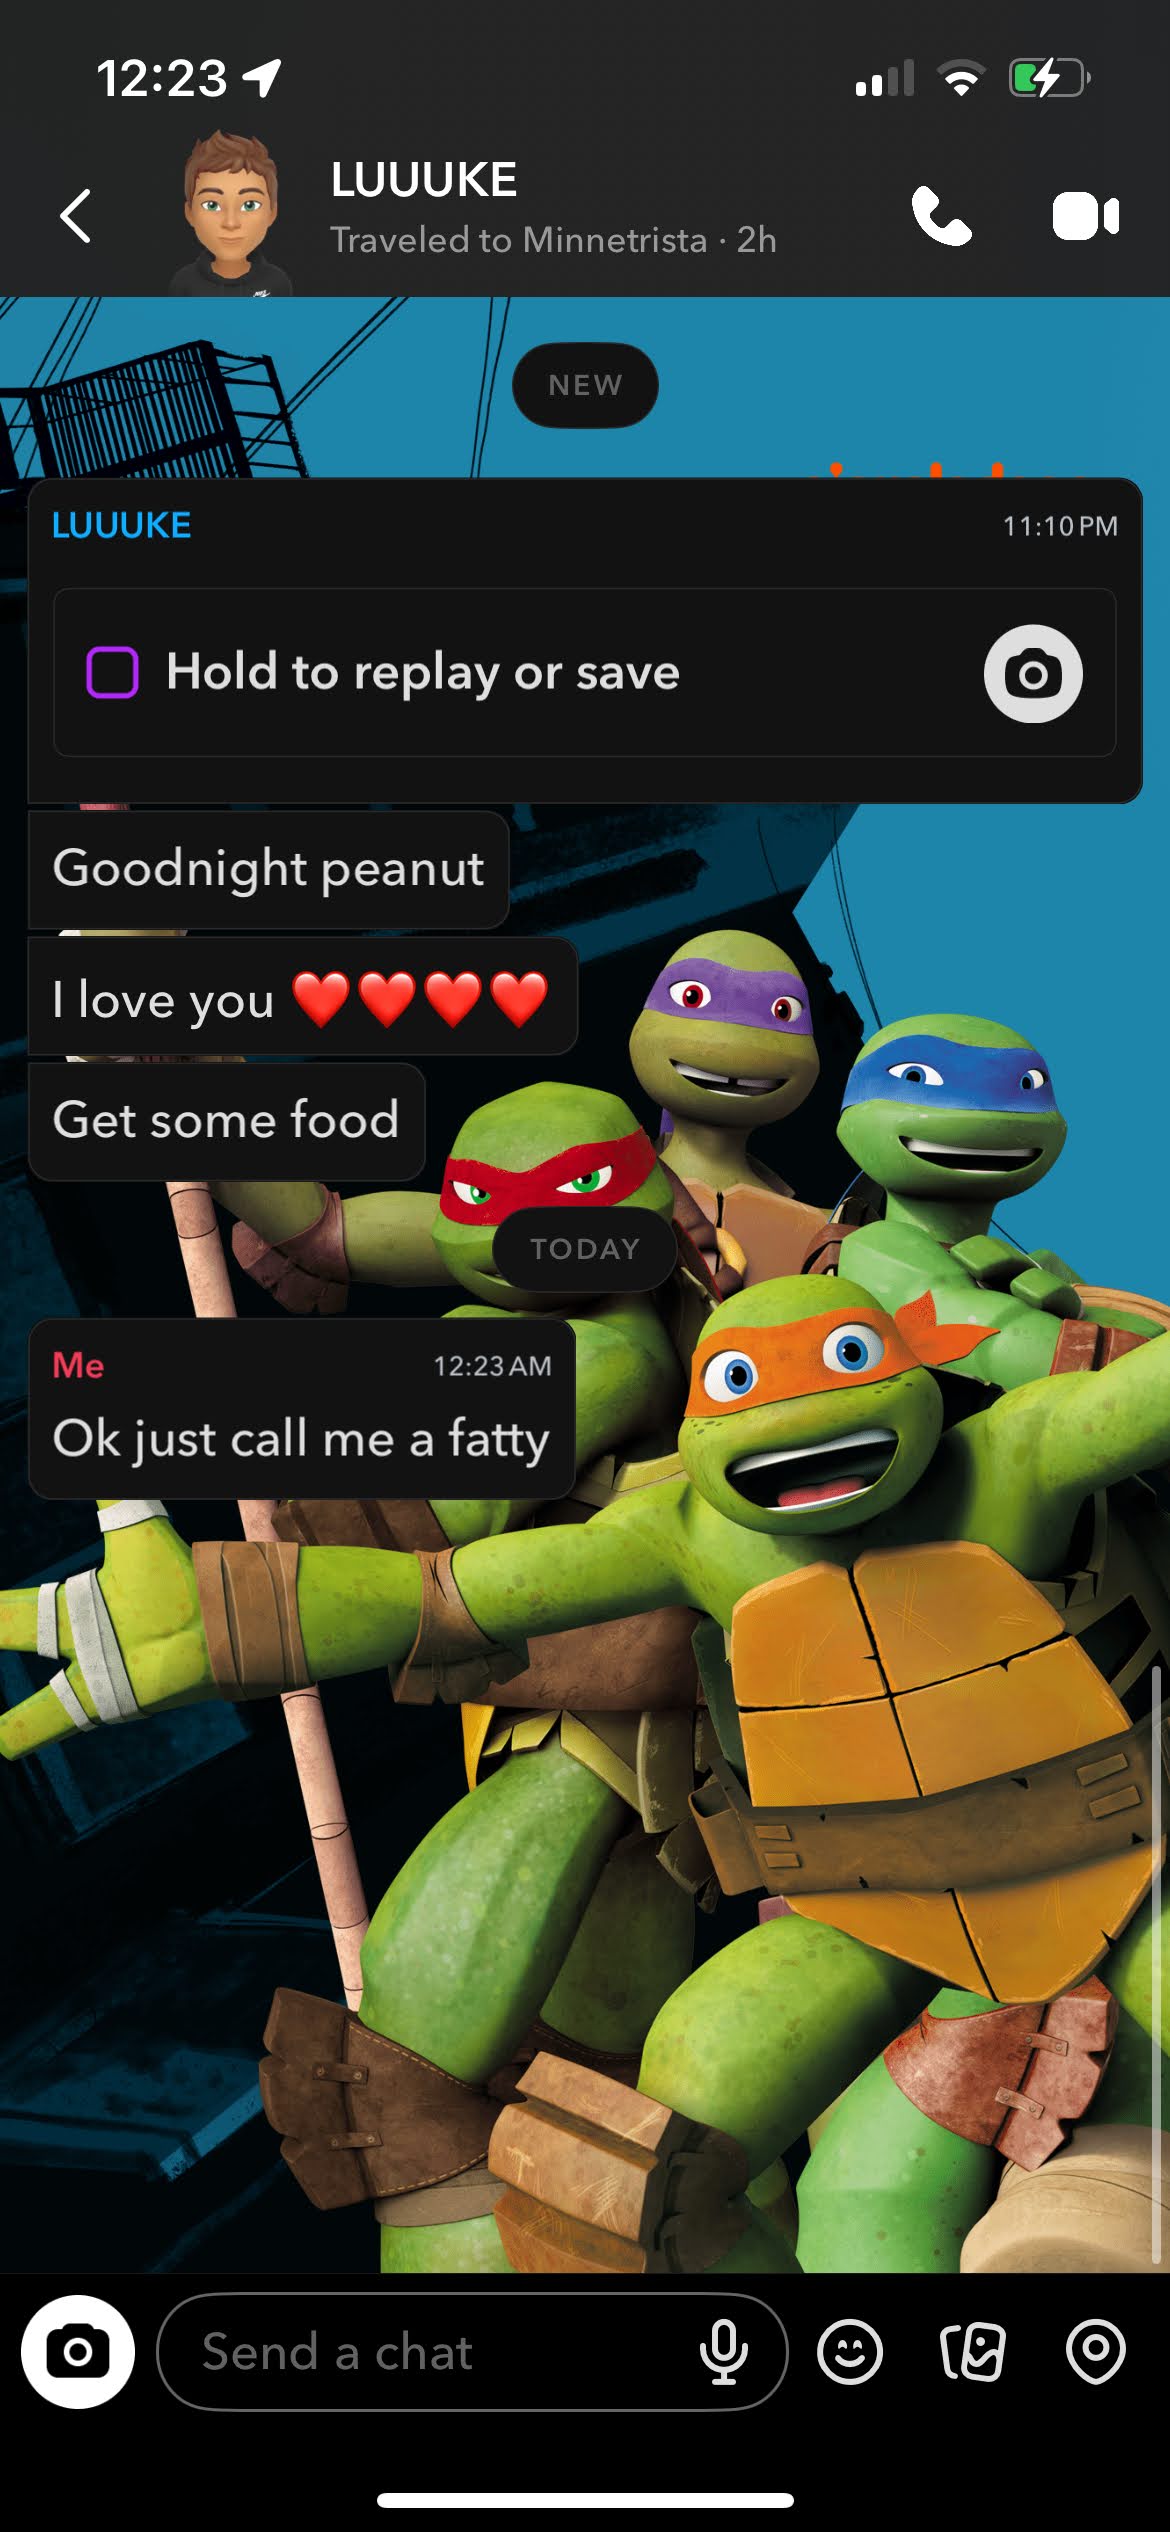 12:23
LUUUKE
Traveled to Minnetrista · 2h
NEW
LUUUKE
11:10 PM
Hold to replay or save
Goodnight peanut
I love you ❤️❤️❤️❤️
Get some food
TODAY
Me
12:23 AM
Ok just call me a fatty
Send a chat